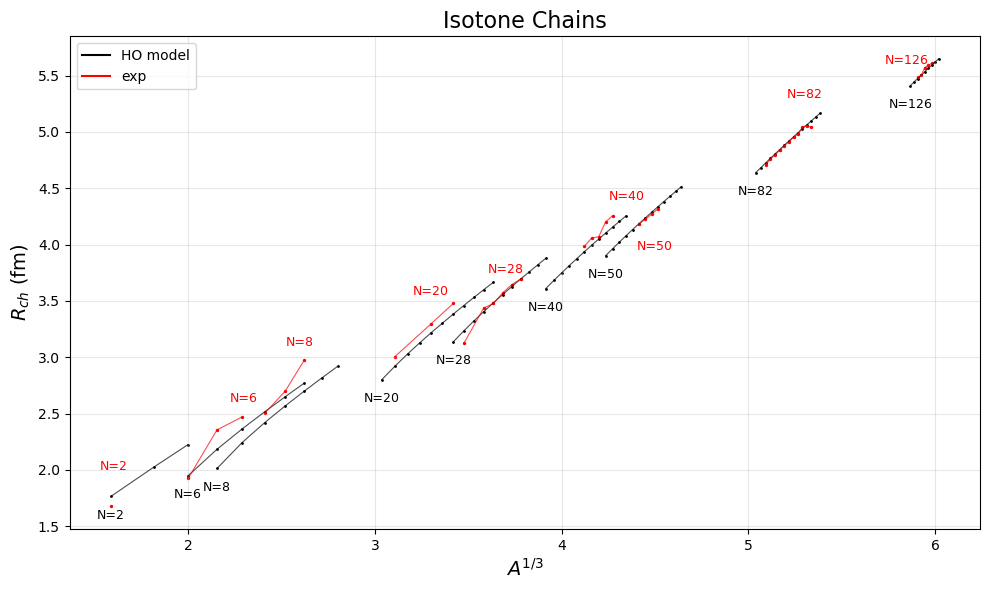 Isotone Chains
HO model
exp
N=126
N=126
N=82
N=82
N=40
N=50
N=50
N=40
N=28
N=28
N=20
N=20
N=8
N=8
N=6
N=6
N=2
N=2
5.5
5.0
4.5
4.0
3.5
3.0
2.5
2.0
1.5
R_{ch} (fm)
2 3 4 5 6
A^{1/3}